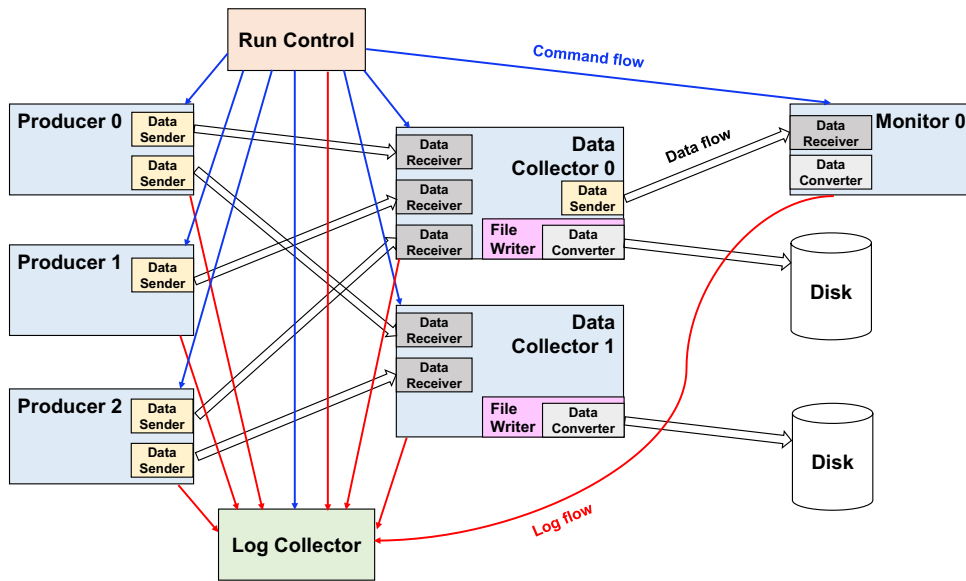 Run Control
Command flow
Producer 0
Data
Sender
Data
Sender
Producer 1
Data
Sender
Producer 2
Data
Sender
Data
Sender
Data
Receiver
Data
Receiver
Data
Receiver
Data
Collector 0
Data
Sender
File
Writer
Data
Converter
Data flow
Monitor 0
Data
Receiver
Data
Converter
Disk
Data
Receiver
Data
Receiver
Data
Collector 1
File
Writer
Data
Converter
Disk
Log flow
Log Collector